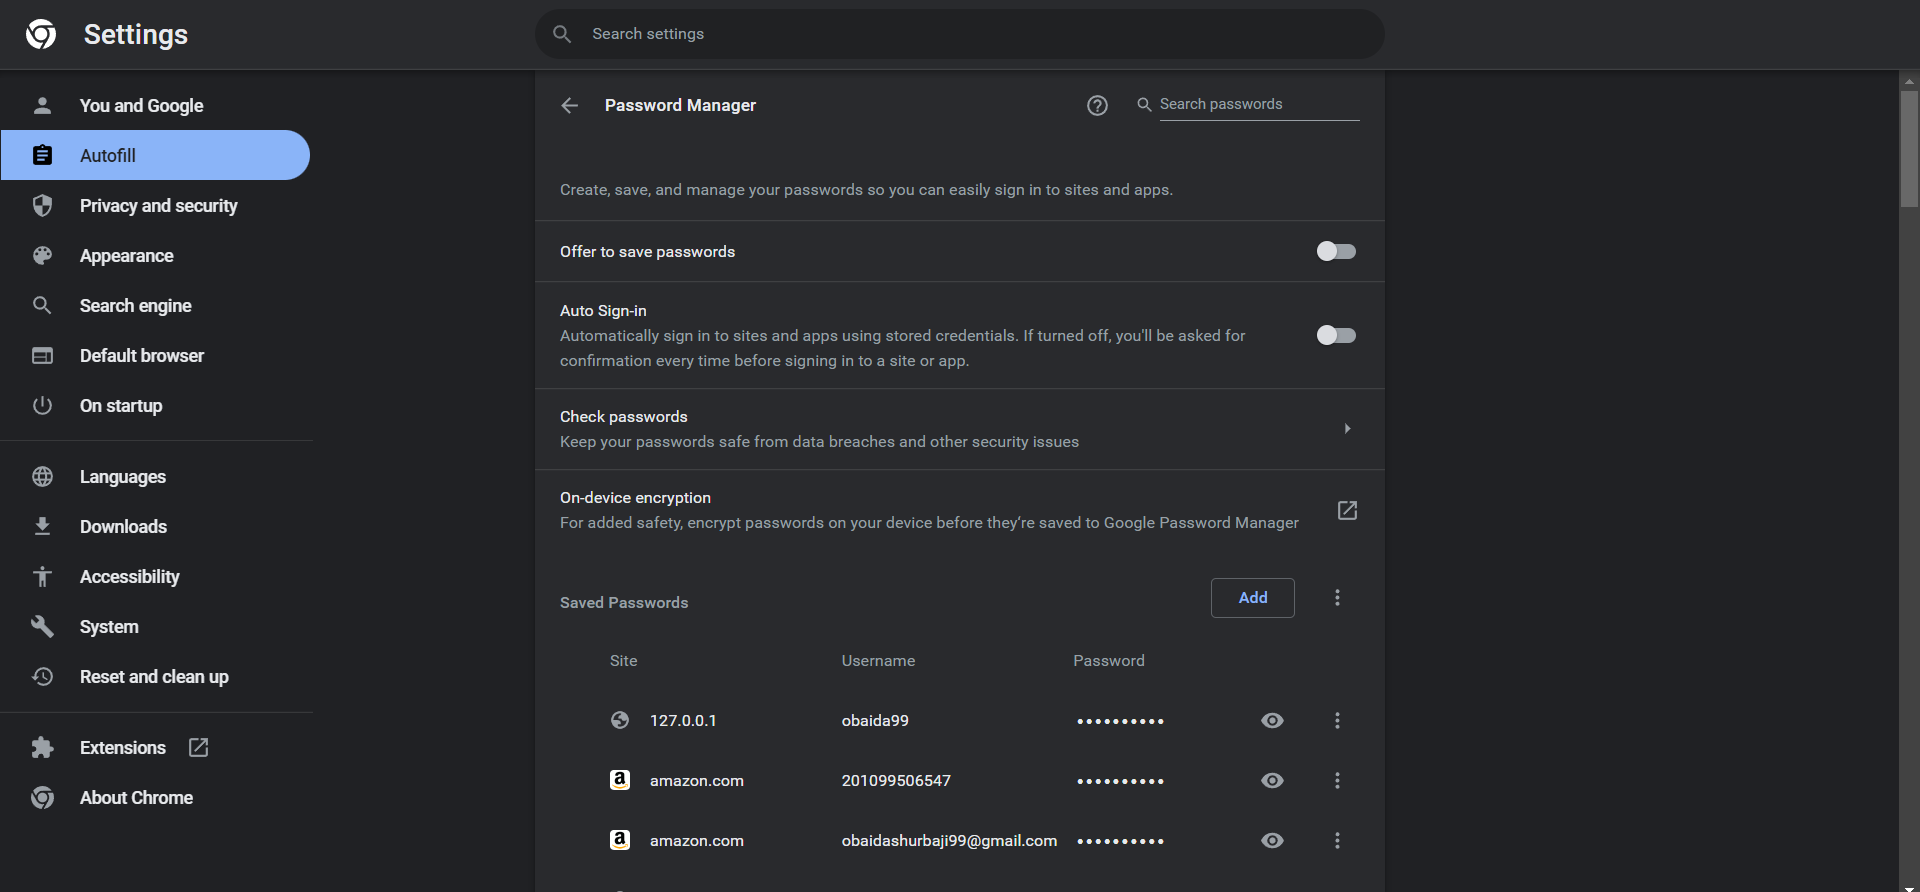 Settings
Search settings
You and Google
Autofill
Privacy and security
Appearance
Search engine
Default browser
On startup
Languages
Downloads
Accessibility
System
Reset and clean up
Extensions
About Chrome
Password Manager
Search passwords
Create, save, and manage your passwords so you can easily sign in to sites and apps.
Offer to save passwords
Auto Sign-in
Automatically sign in to sites and apps using stored credentials. If turned off, you'll be asked for
confirmation every time before signing in to a site or app.
Check passwords
Keep your passwords safe from data breaches and other security issues
On-device encryption
For added safety, encrypt passwords on your device before they're saved to Google Password Manager
Saved Passwords
Add
Site Username Password
127.0.0.1 obaida99 ••••••••••
amazon.com 201099506547 ••••••••••
amazon.com obaidashurbaji99@gmail.com ••••••••••